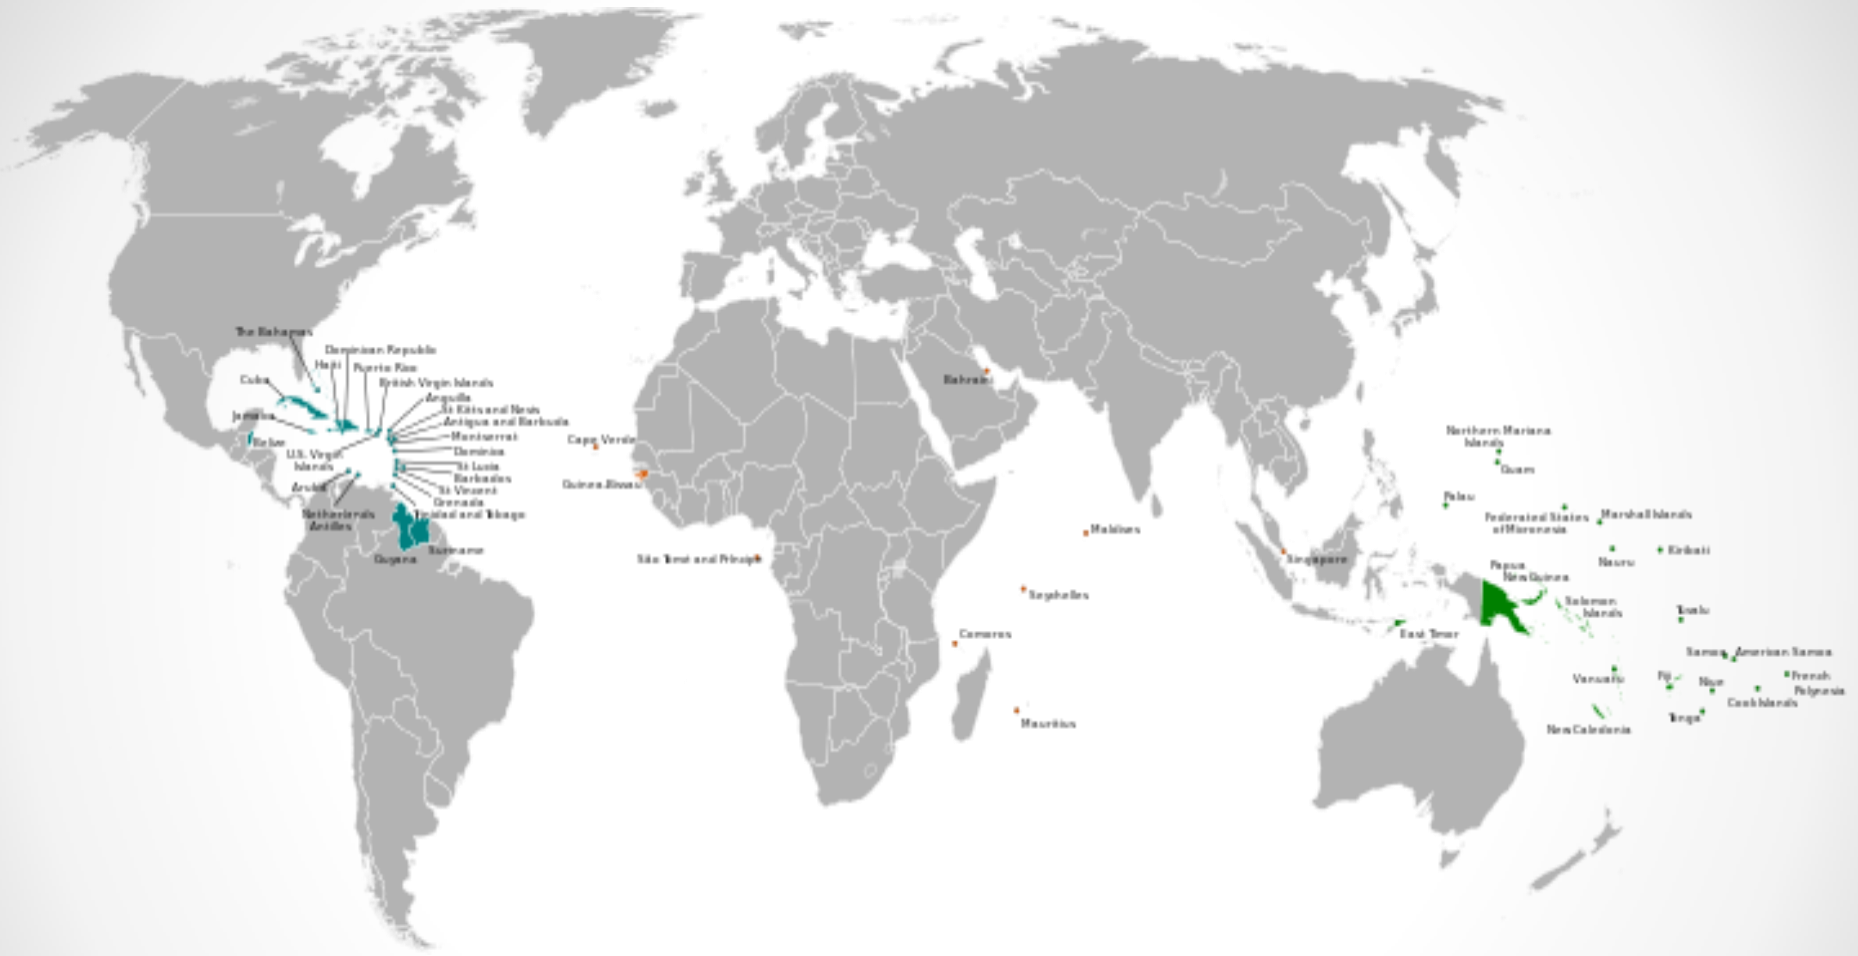 The Bahamas
Dominican Republic
Haiti
Puerto Rico
British Virgin Islands
Cuba
Anguilla
St Kitts and Nevis
Jamaica
Antigua and Barbuda
Montserrat
Belize
Dominica
U.S. Virgin
Islands
St Lucia
Barbados
Aruba
St Vincent
Grenada
Netherlands
Antilles
Trinidad and Tobago
Suriname
Guyana
Cape Verde
Guinea-Bissau
São Tomé and Príncipe
Bahrain
Maldives
Seychelles
Comoros
Mauritius
Singapore
Northern Mariana
Islands
Guam
Palau
Federated States
of Micronesia
Marshall Islands
Nauru
Kiribati
Papua
New Guinea
Solomon
Islands
East Timor
Tuvalu
Samoa
American Samoa
Vanuatu
Fiji
Niue
French
Polynesia
Cook Islands
Tonga
New Caledonia